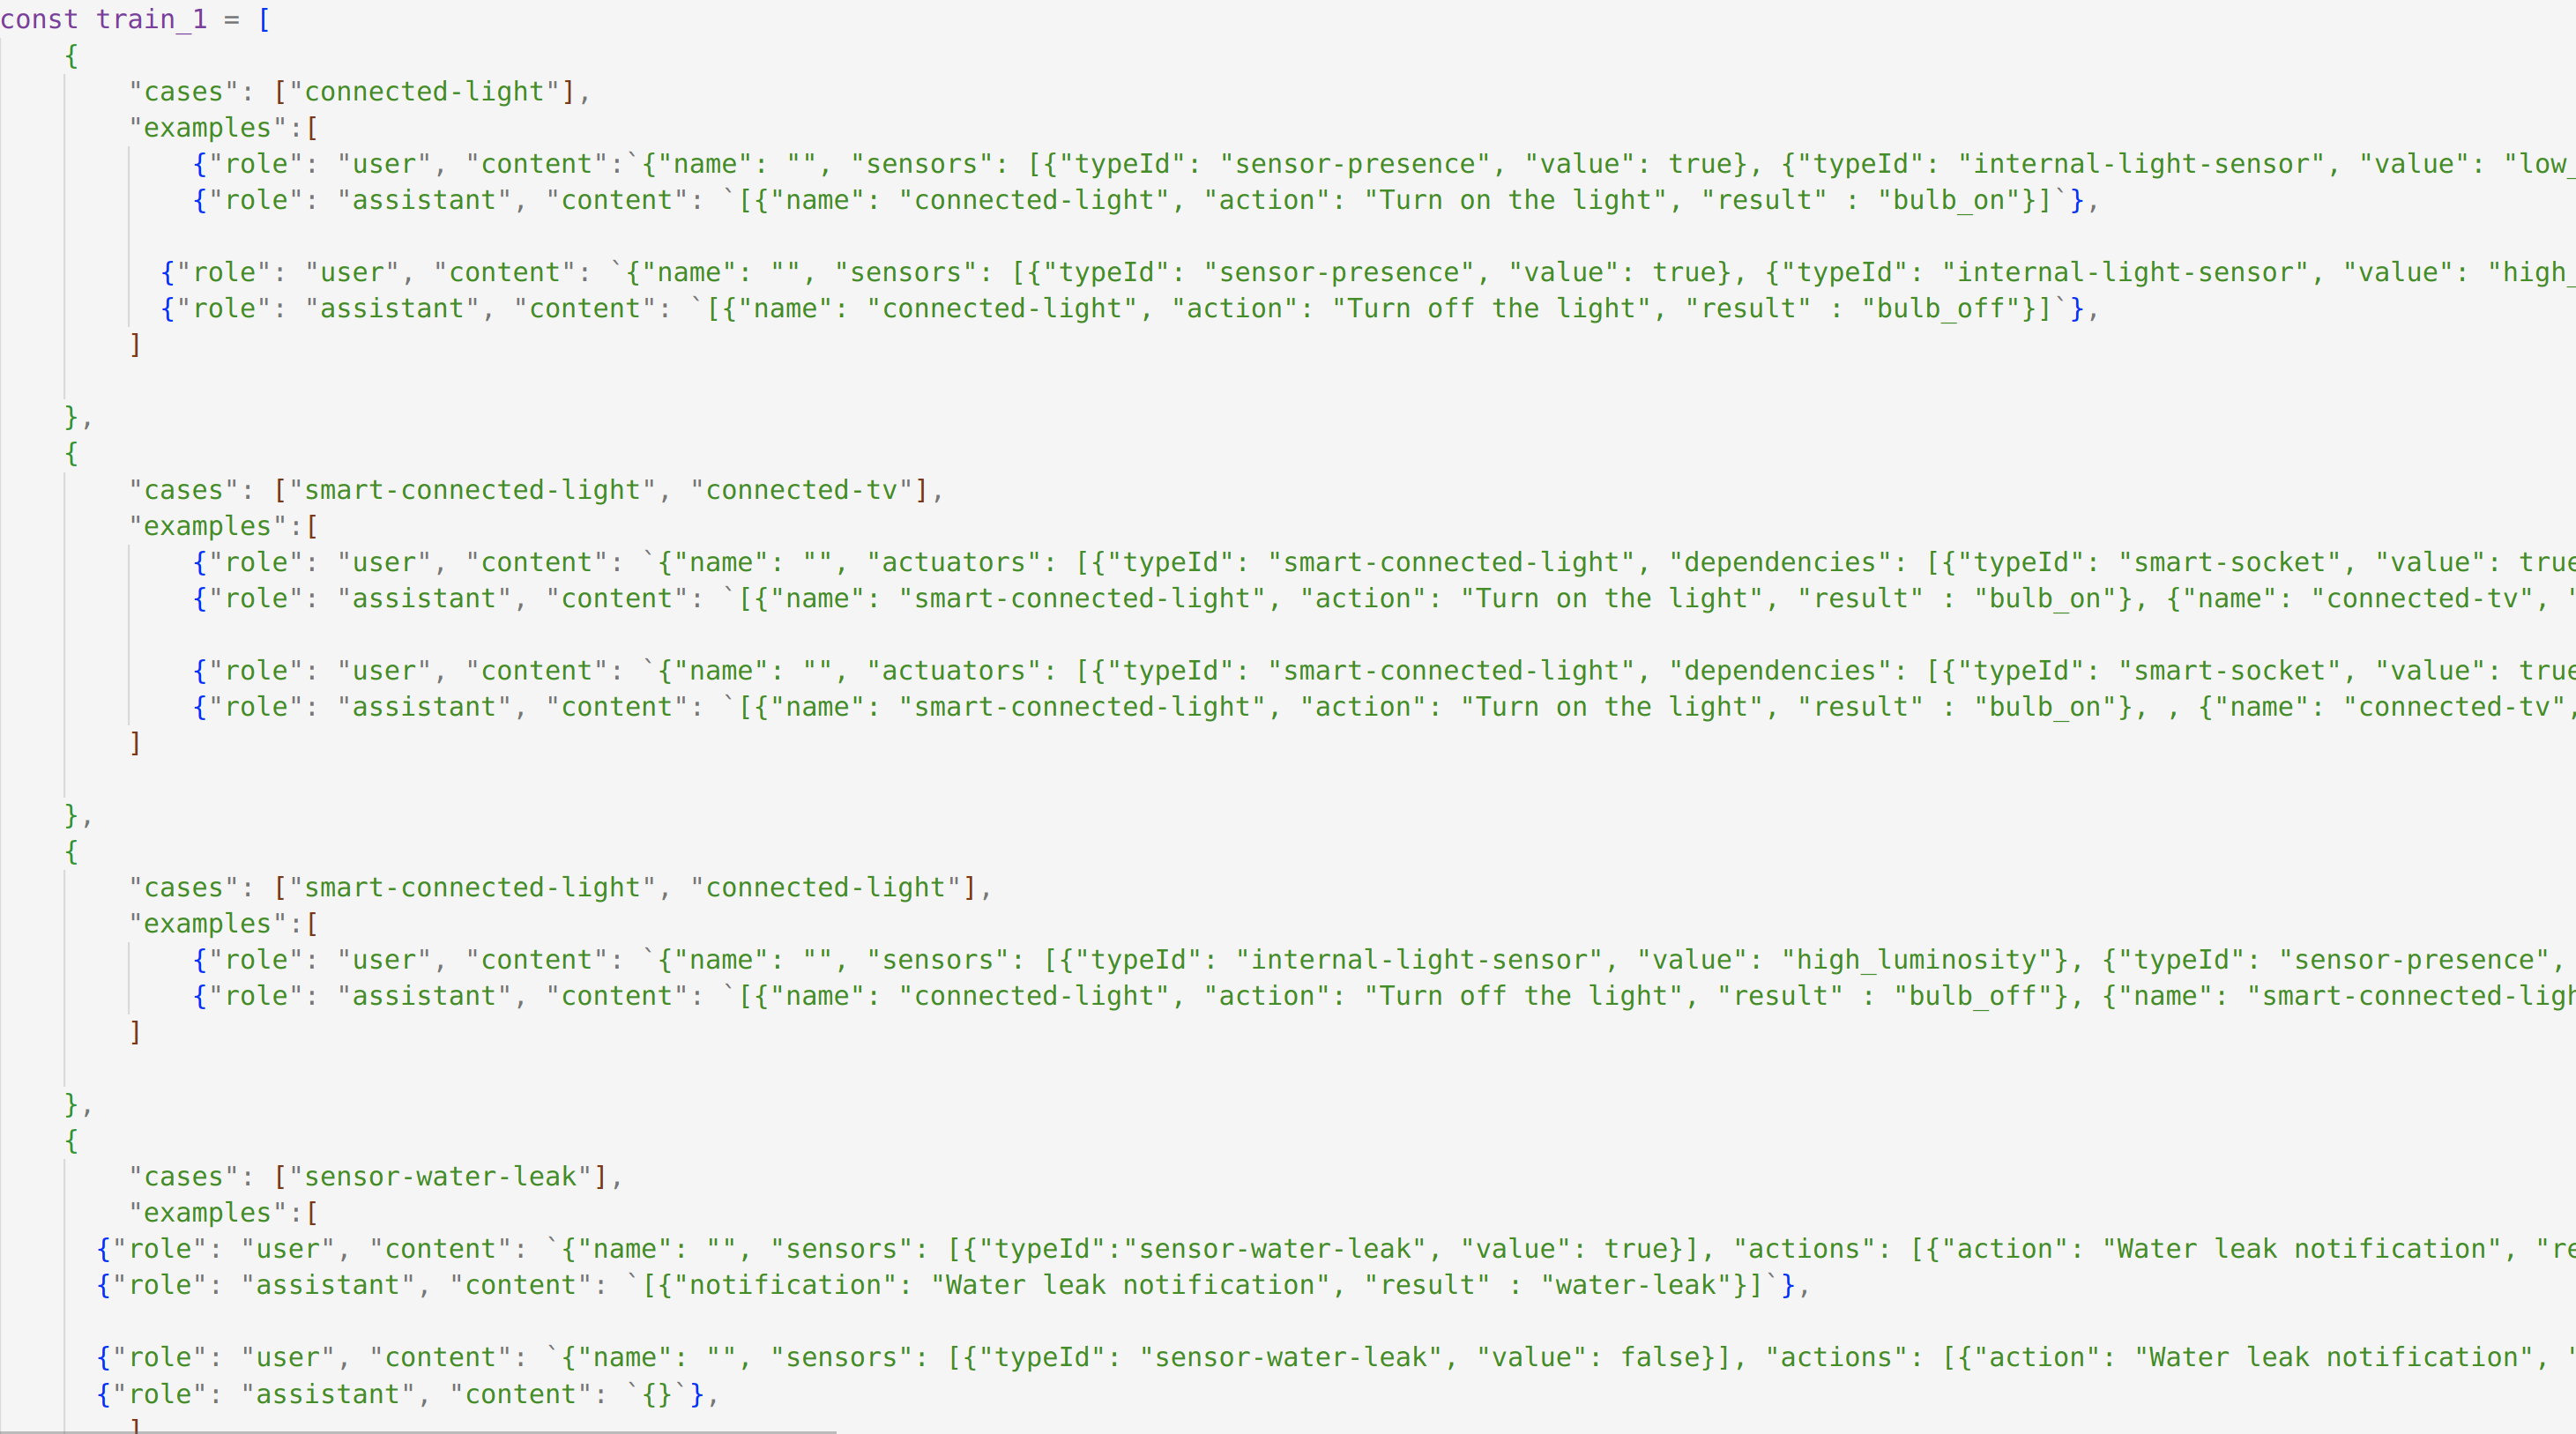 const train_1 = [
{
"cases": ["connected-light"],
"examples":[
{"role": "user", "content":`{"name": "", "sensors": [{"typeId": "sensor-presence", "value": true}, {"typeId": "internal-light-sensor", "value": "low_
{"role": "assistant", "content": `[{"name": "connected-light", "action": "Turn on the light", "result" : "bulb_on"}]`},
{"role": "user", "content": `{"name": "", "sensors": [{"typeId": "sensor-presence", "value": true}, {"typeId": "internal-light-sensor", "value": "high_
{"role": "assistant", "content": `[{"name": "connected-light", "action": "Turn off the light", "result" : "bulb_off"}]`},
]
},
{
"cases": ["smart-connected-light", "connected-tv"],
"examples":[
{"role": "user", "content": `{"name": "", "actuators": [{"typeId": "smart-connected-light", "dependencies": [{"typeId": "smart-socket", "value": true
{"role": "assistant", "content": `[{"name": "smart-connected-light", "action": "Turn on the light", "result" : "bulb_on"}, {"name": "connected-tv", "
{"role": "user", "content": `{"name": "", "actuators": [{"typeId": "smart-connected-light", "dependencies": [{"typeId": "smart-socket", "value": true
{"role": "assistant", "content": `[{"name": "smart-connected-light", "action": "Turn on the light", "result" : "bulb_on"}, , {"name": "connected-tv",
]
},
{
"cases": ["smart-connected-light", "connected-light"],
"examples":[
{"role": "user", "content": `{"name": "", "sensors": [{"typeId": "internal-light-sensor", "value": "high_luminosity"}, {"typeId": "sensor-presence",
{"role": "assistant", "content": `[{"name": "connected-light", "action": "Turn off the light", "result" : "bulb_off"}, {"name": "smart-connected-ligh
]
},
{
"cases": ["sensor-water-leak"],
"examples":[
{"role": "user", "content": `{"name": "", "sensors": [{"typeId":"sensor-water-leak", "value": true}], "actions": [{"action": "Water leak notification", "re
{"role": "assistant", "content": `[{"notification": "Water leak notification", "result" : "water-leak"}]`},
{"role": "user", "content": `{"name": "", "sensors": [{"typeId": "sensor-water-leak", "value": false}], "actions": [{"action": "Water leak notification", "
{"role": "assistant", "content": `{}`},
]